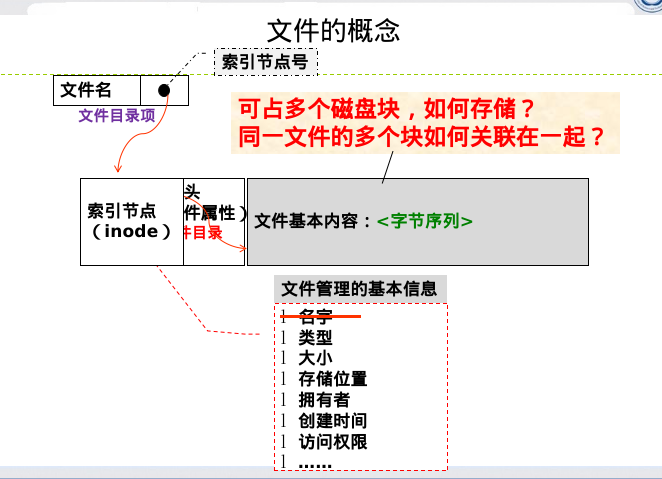 文件的概念
索引节点号
文件名
文件目录项
可占多个磁盘块，如何存储？
同一文件的多个块如何关联在一起？
头
件属性）
件目录
索引节点
（inode）
文件基本内容：<字节序列>
文件管理的基本信息
l 名字
l 类型
l 大小
l 存储位置
l 拥有者
l 创建时间
l 访问权限
l ……